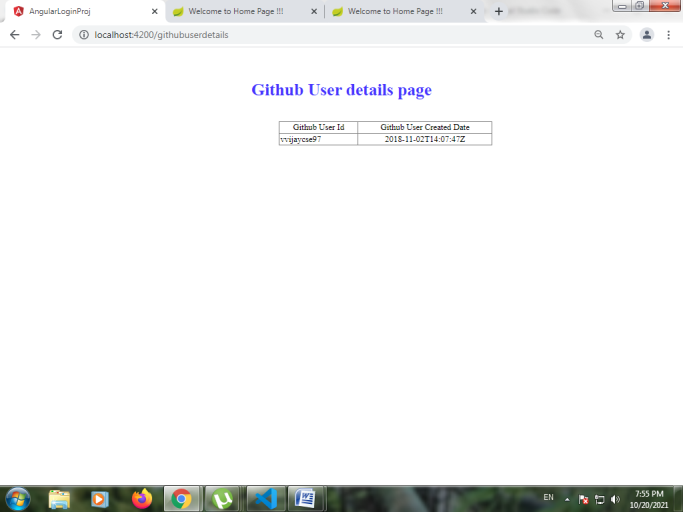 AngularLoginProj
Welcome to Home Page !!!
Welcome to Home Page !!!
localhost:4200/githubuserdetails
Github User details page
Github User Id Github User Created Date
vvijaycse97 2018-11-02T14:07:47Z
EN
7:55 PM
10/20/2021